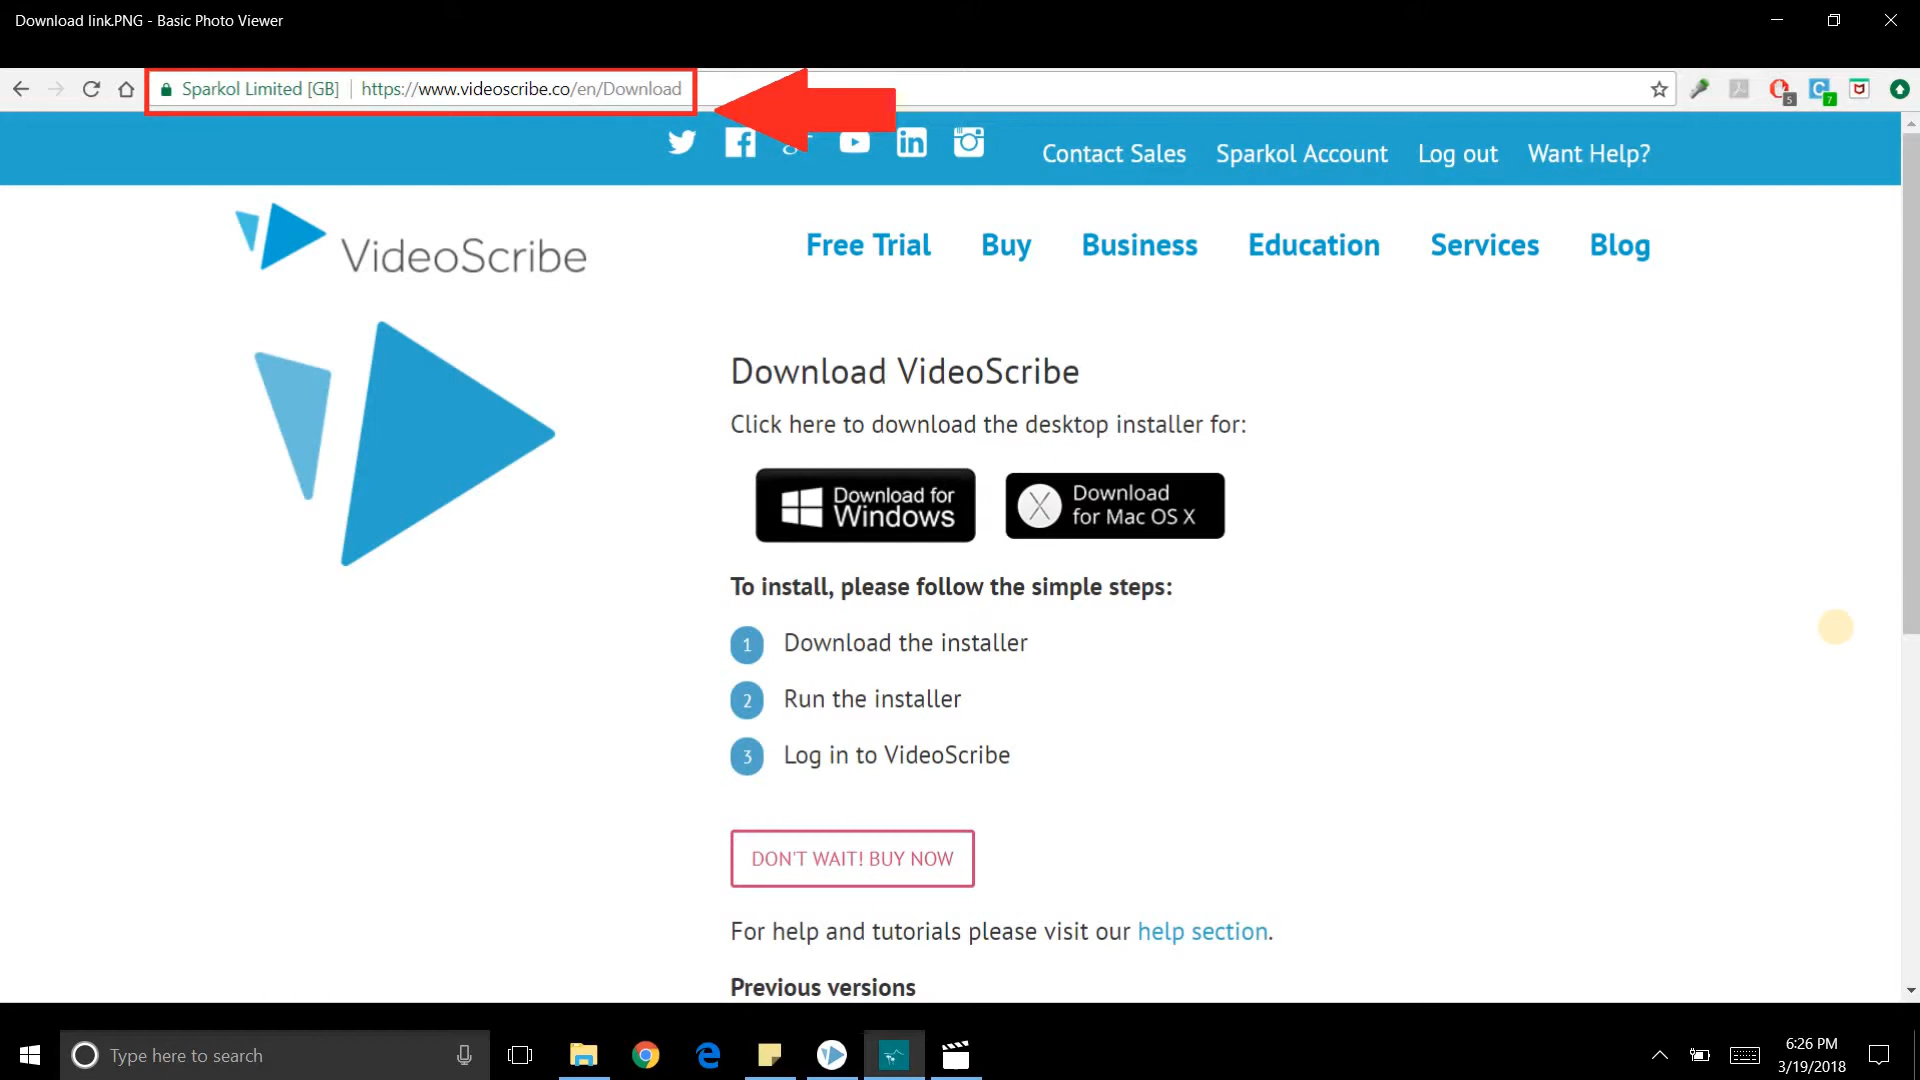 Download link.PNG - Basic Photo Viewer
Sparkol Limited [GB] https://www.videoscribe.co/en/Download
5 7
Contact Sales Sparkol Account Log out Want Help?
VideoScribe
Free Trial Buy Business Education Services Blog
Download VideoScribe
Click here to download the desktop installer for:
Download for
Windows
Download
for Mac OS X
To install, please follow the simple steps:
1 Download the installer
2 Run the installer
3 Log in to VideoScribe
DON'T WAIT! BUY NOW
For help and tutorials please visit our help section.
Previous versions
Type here to search
6:26 PM
3/19/2018